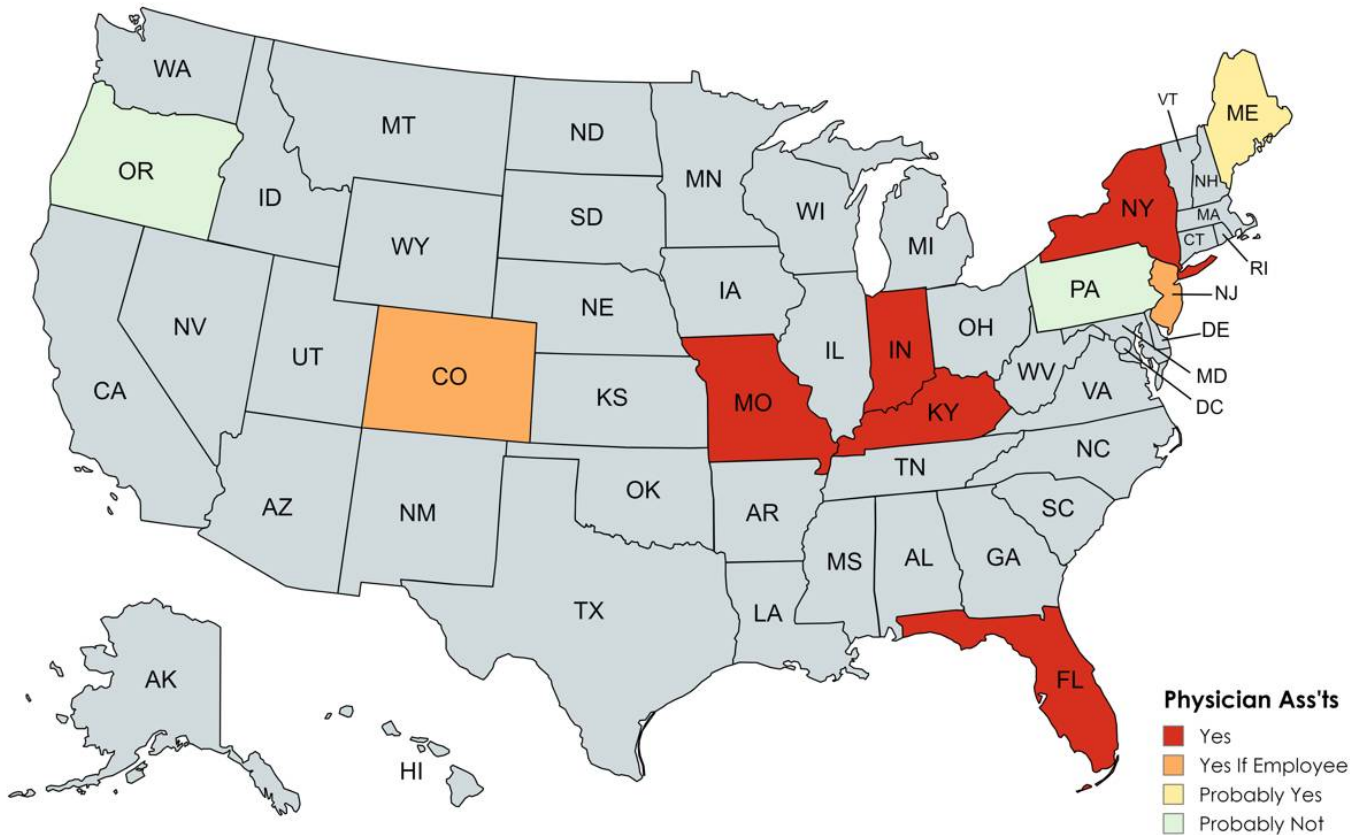 WA
OR
CA
NV
ID
MT
WY
UT
CO
AZ
NM
ND
SD
NE
KS
OK
TX
MN
IA
MO
AR
LA
WI
IL
MI
IN
OH
KY
TN
MS
AL
GA
FL
SC
NC
VA
WV
PA
NY
VT
NH
ME
MA
CT
RI
NJ
DE
MD
DC
AK
HI
Physician Ass'ts
Yes
Yes If Employee
Probably Yes
Probably Not